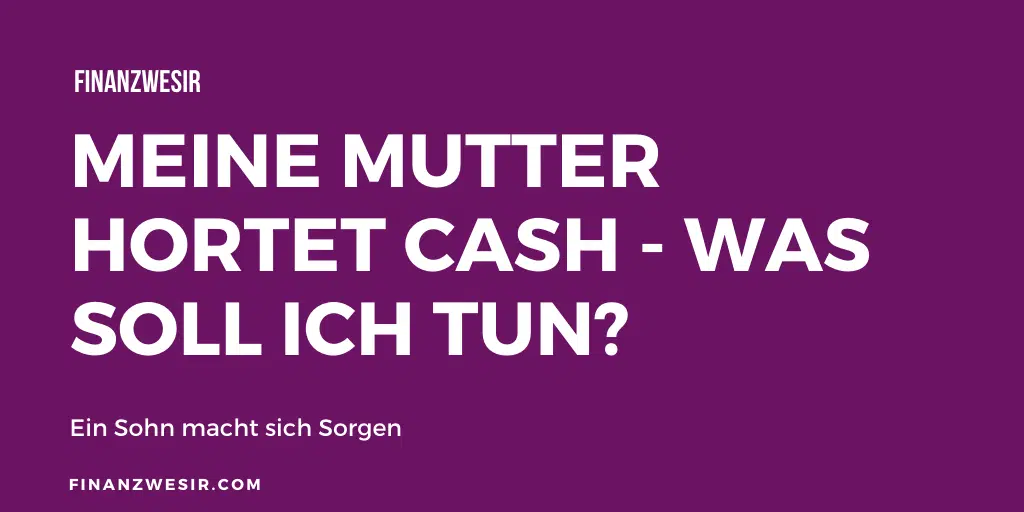 FINANZWESIR
MEINE MUTTER
HORTET CASH - WAS
SOLL ICH TUN?
Ein Sohn macht sich Sorgen
FINANZWESIR.COM